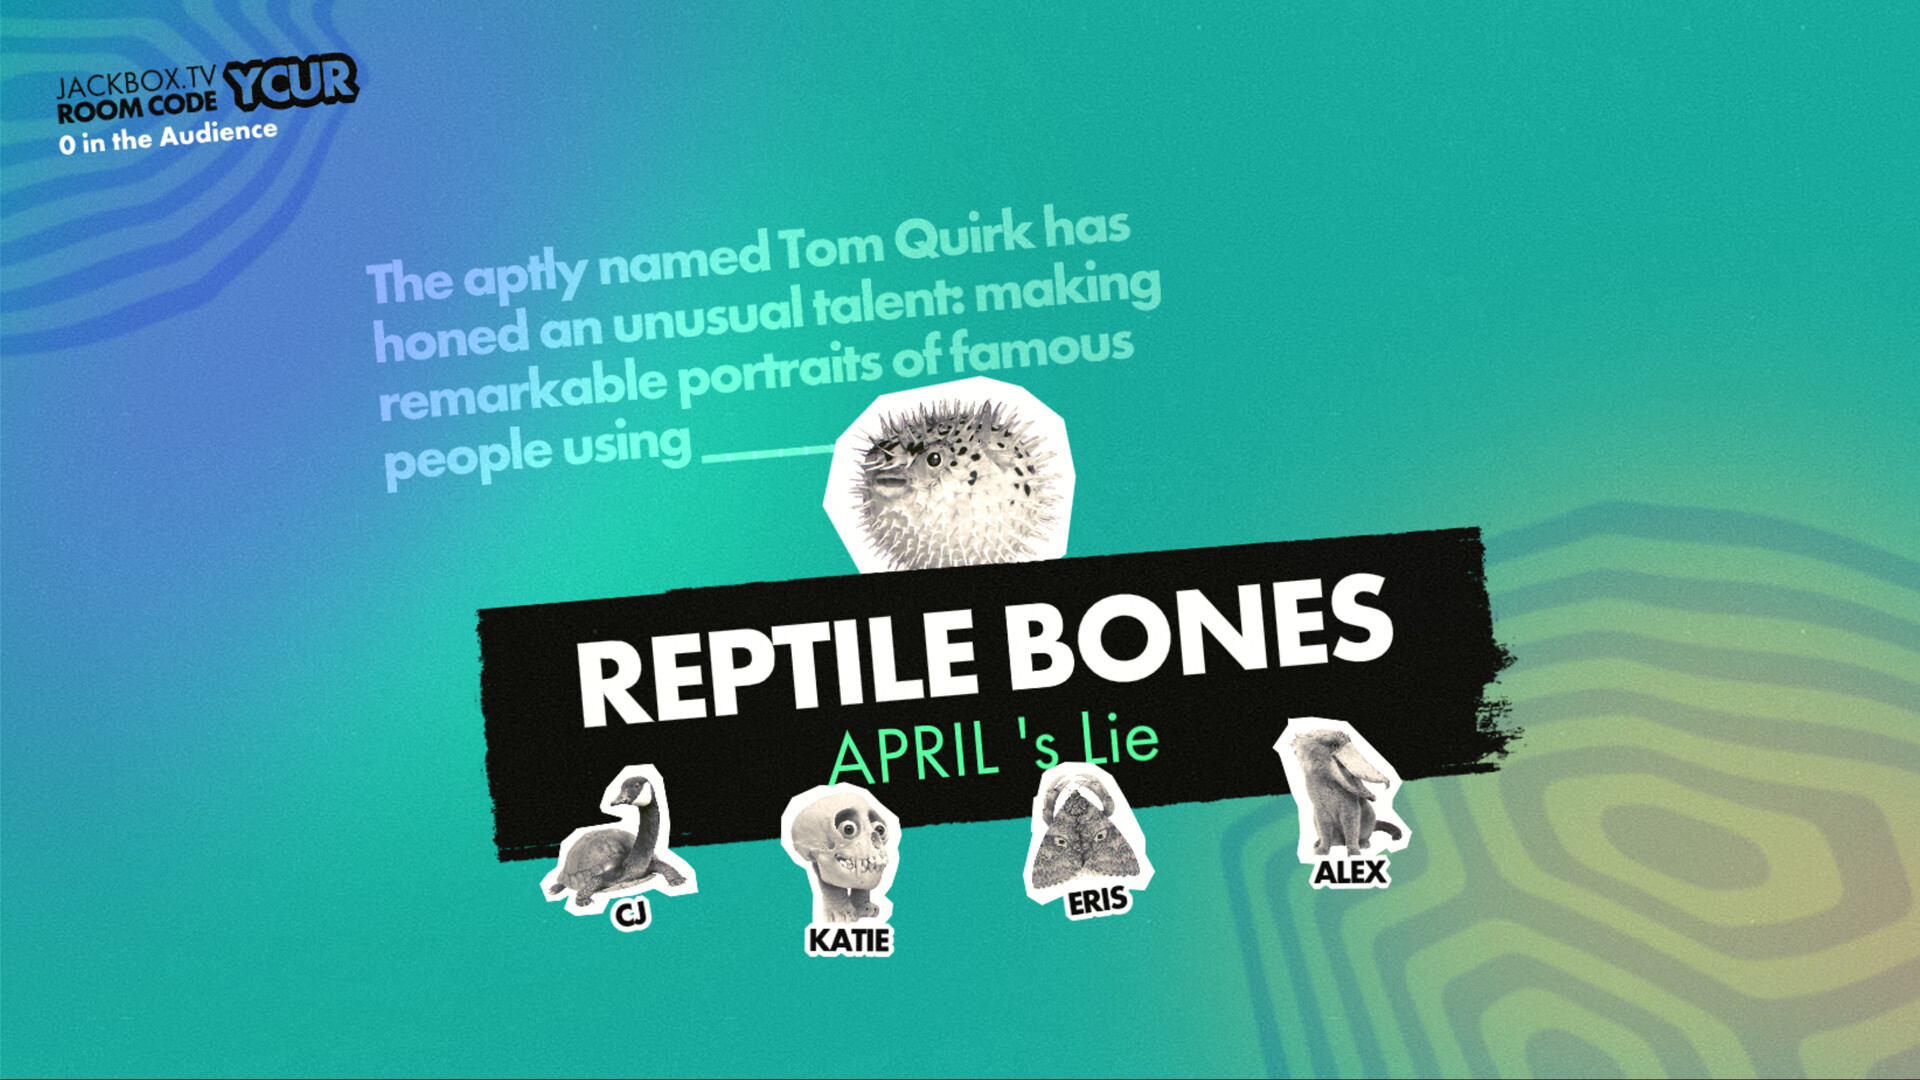 JACKBOX.TV
ROOM CODE YCUR
0 in the Audience
The aptly named Tom Quirk has
honed an unusual talent: making
remarkable portraits of famous
people using ______
REPTILE BONES
APRIL 's Lie
CJ
KATIE
ERIS
ALEX